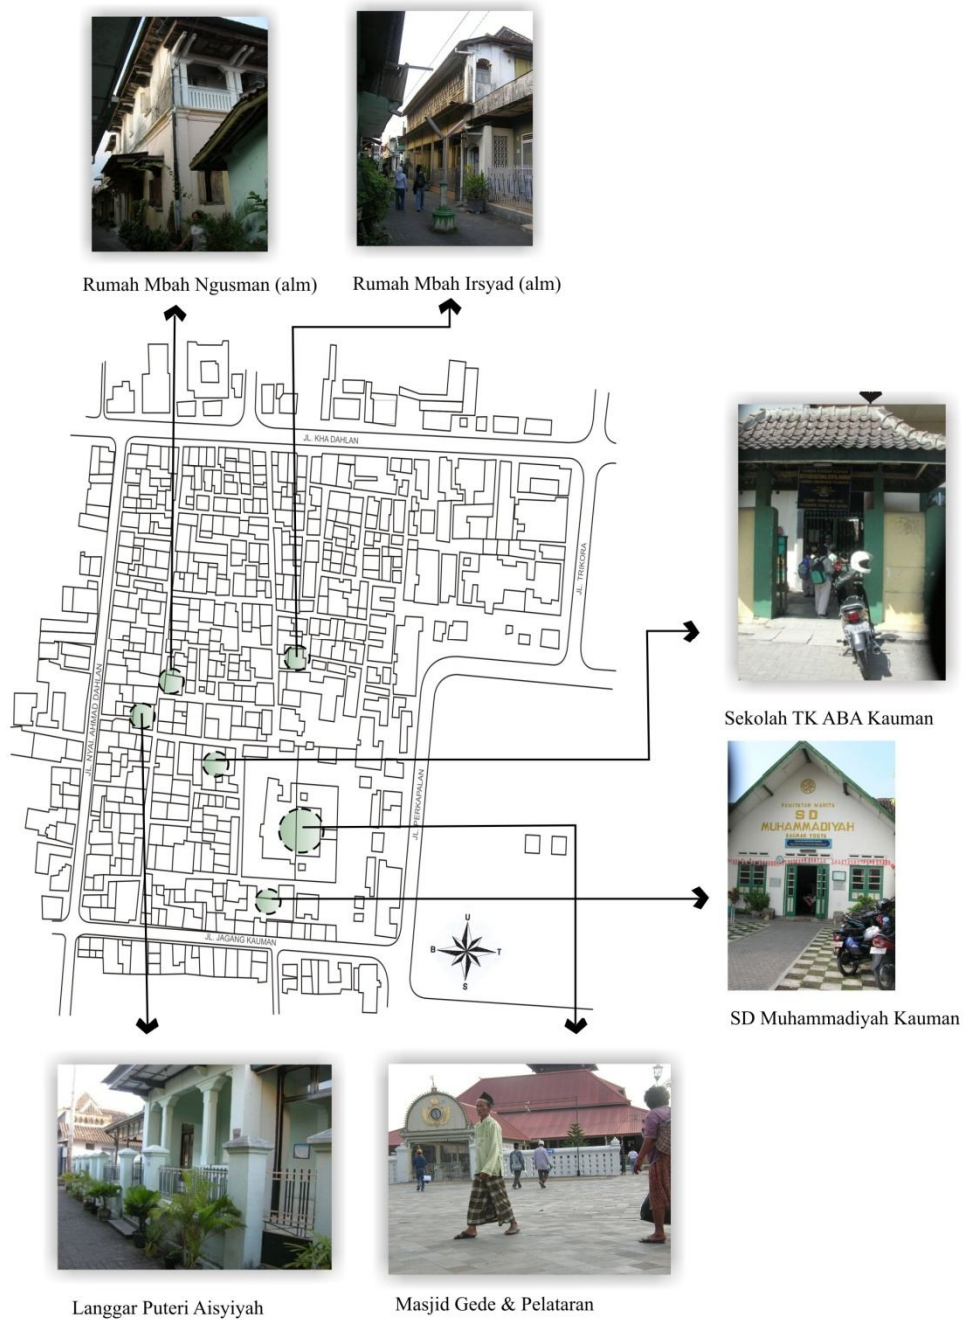 Rumah Mbah Ngusman (alm)
Rumah Mbah Irsyad (alm)
JL. KHA DAHLAN
JL. TRIKORA
JL. NYAI AHMAD DAHLAN
JL. PERKAPALAN
JL. JAGANG KAUMAN
U
B
T
S
Sekolah TK ABA Kauman
SD
MUHAMMADIYAH
SD Muhammadiyah Kauman
Langgar Puteri Aisyiyah
Masjid Gede & Pelataran